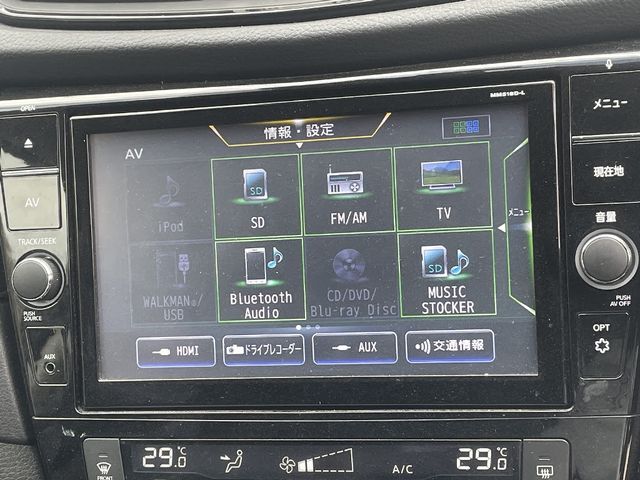 MM518D-L
OPEN
情報・設定
メニュー
AV
AV
iPod
SD
SD
FM/AM
TV
メニュー
現在地
TRACK/SEEK
音量
WALKMAN®/
USB
Bluetooth
Audio
CD/DVD/
Blu-ray Disc
SD
MUSIC
STOCKER
PUSH
SOURCE
PUSH
AV OFF
AUX
HDMI
ドライブレコーダー
AUX
交通情報
OPT
29.0°C
A/C
29.0°C
FRONT